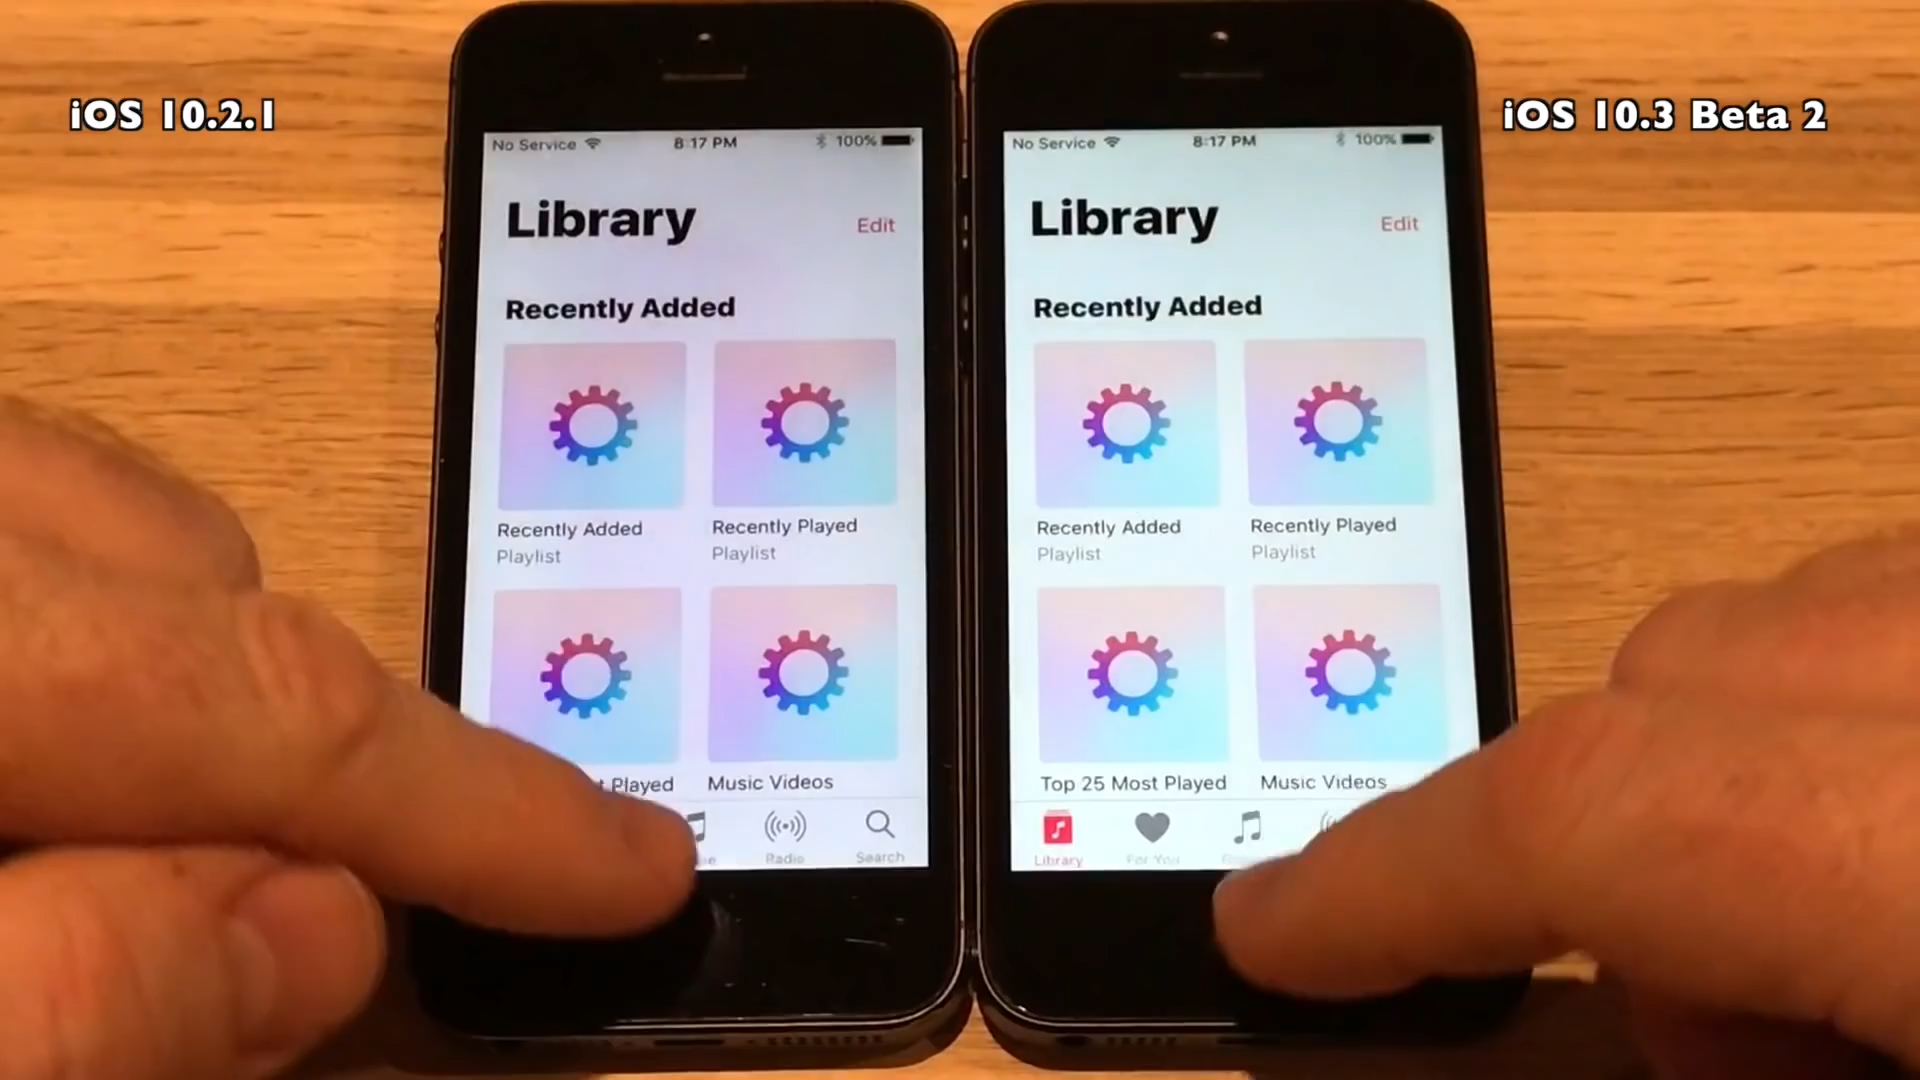 iOS 10.2.1
iOS 10.3 Beta 2
No Service 8:17 PM 100%
Library
Edit
Recently Added
Recently Added
Playlist
Recently Played
Playlist
Played
Music Videos
Radio
Search
No Service 8:17 PM 100%
Library
Edit
Recently Added
Recently Added
Playlist
Recently Played
Playlist
Top 25 Most Played
Music Videos
Library
For You